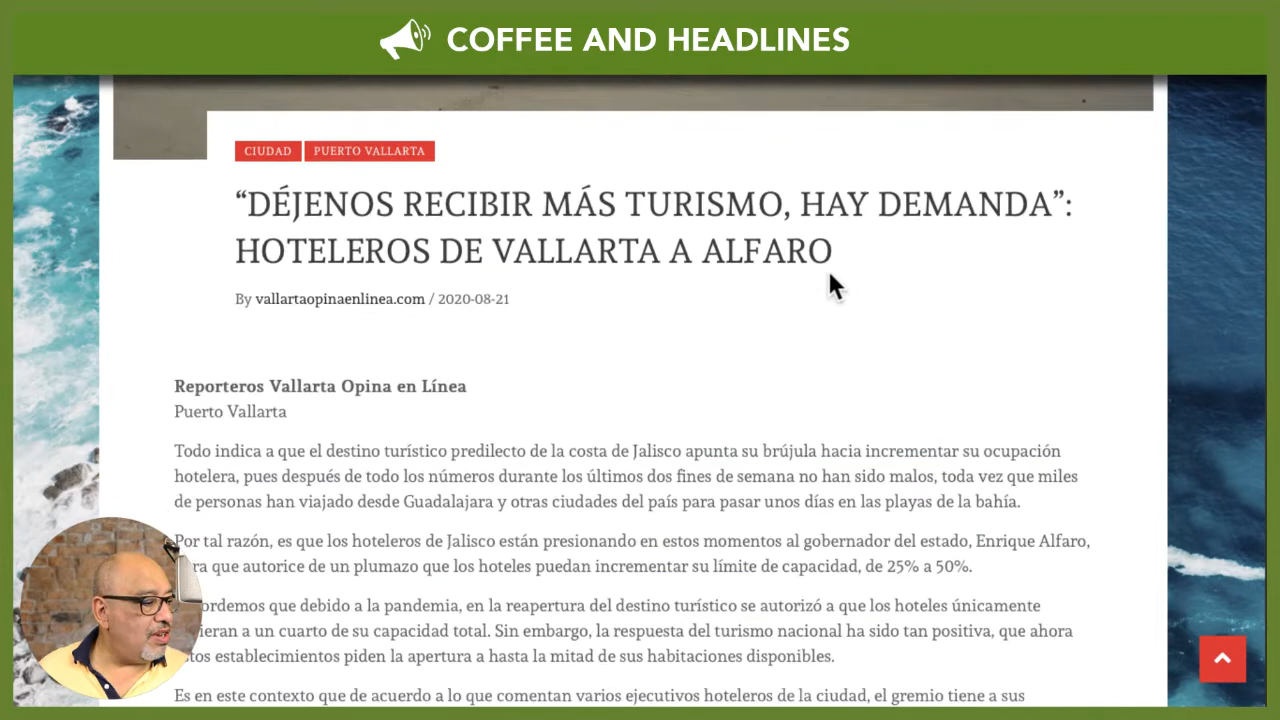 COFFEE AND HEADLINES
CIUDAD PUERTO VALLARTA
“DÉJENOS RECIBIR MÁS TURISMO, HAY DEMANDA”:
HOTELEROS DE VALLARTA A ALFARO
By vallartaopinaenlinea.com / 2020-08-21
Reporteros Vallarta Opina en Línea
Puerto Vallarta
Todo indica a que el destino turístico predilecto de la costa de Jalisco apunta su brújula hacia incrementar su ocupación
hotelera, pues después de todo los números durante los últimos dos fines de semana no han sido malos, toda vez que miles
de personas han viajado desde Guadalajara y otras ciudades del país para pasar unos días en las playas de la bahía.
Por tal razón, es que los hoteleros de Jalisco están presionando en estos momentos al gobernador del estado, Enrique Alfaro,
que autorice de un plumazo que los hoteles puedan incrementar su límite de capacidad, de 25% a 50%.
que debido a la pandemia, en la reapertura del destino turístico se autorizó a que los hoteles únicamente
a un cuarto de su capacidad total. Sin embargo, la respuesta del turismo nacional ha sido tan positiva, que ahora
establecimientos piden la apertura a hasta la mitad de sus habitaciones disponibles.
Es en este contexto que de acuerdo a lo que comentan varios ejecutivos hoteleros de la ciudad, el gremio tiene a sus